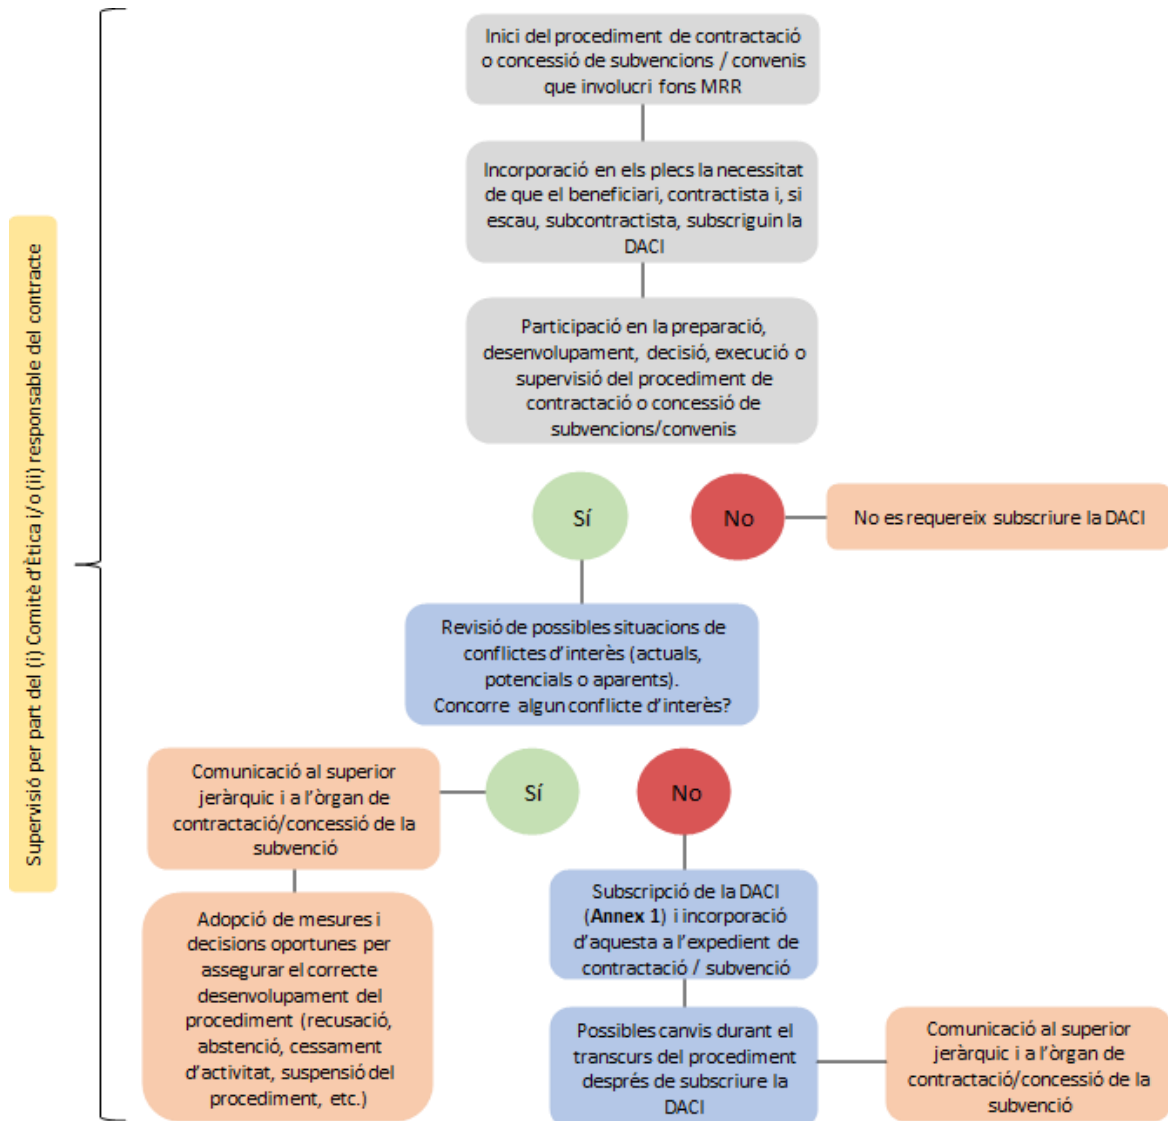 Inici del procediment de contractació
o concessió de subvencions / convenis
que involucri fons MRR
Incorporació en els plecs la necessitat
de que el beneficiari, contractista i, si
escau, subcontractista, subscriguin la
DACI
Participació en la preparació,
desenvolupament, decisió, execució o
supervisió del procediment de
contractació o concessió de
subvencions/convenis
Sí
No
No es requereix subscriure la DACI
Revisió de possibles situacions de
conflictes d'interès (actuals,
potencials o aparents).
Concorre algun conflicte d'interès?
Sí
No
Comunicació al superior
jeràrquic i a l'òrgan de
contractació/concessió de la
subvenció
Adopció de mesures i
decisions oportunes per
assegurar el correcte
desenvolupament del
procediment (recusació,
abstenció, cessament
d'activitat, suspensió del
procediment, etc.)
Subscripció de la DACI
(Annex 1) i incorporació
d'aquesta a l'expedient de
contractació / subvenció
Possibles canvis durant el
transcurs del procediment
després de subscriure la
DACI
Comunicació al superior
jeràrquic i a l'òrgan de
contractació/concessió de la
subvenció
Supervisió per part del (i) Comitè d'Ètica i/o (ii) responsable del contracte